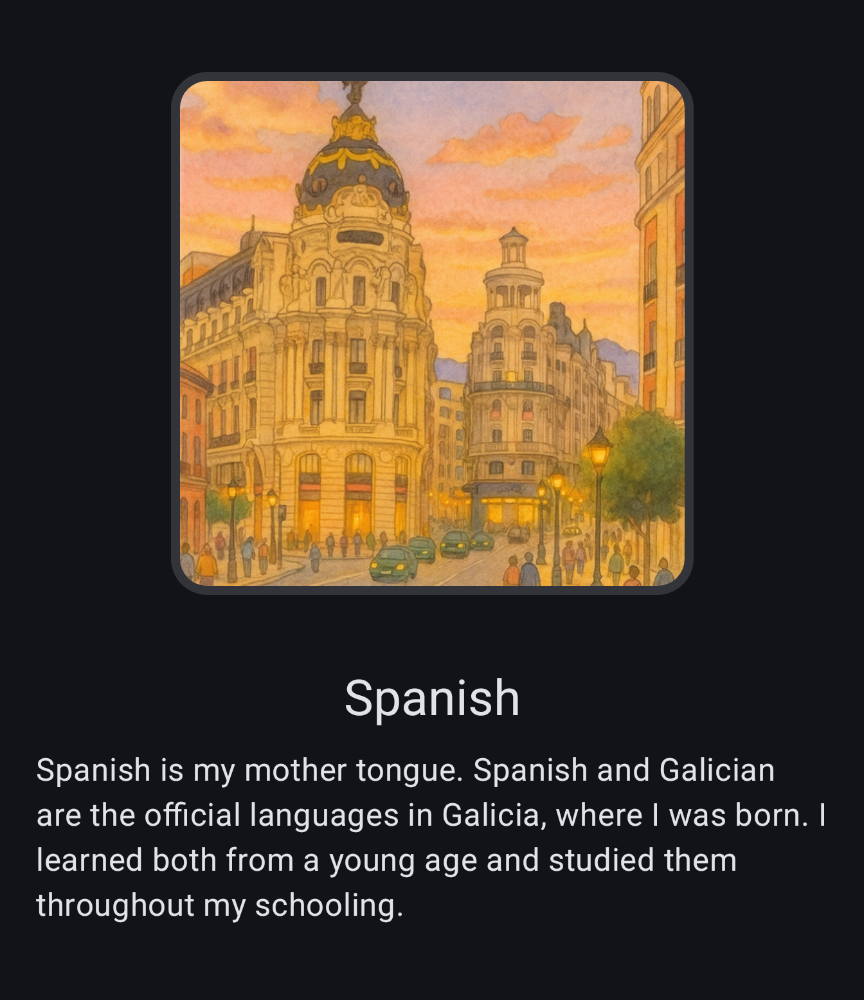 Spanish
Spanish is my mother tongue. Spanish and Galician
are the official languages in Galicia, where I was born. I
learned both from a young age and studied them
throughout my schooling.